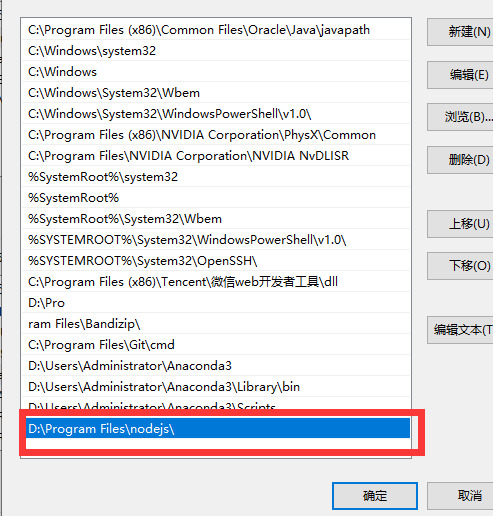 C:\Program Files (x86)\Common Files\Oracle\Java\javapath
C:\Windows\system32
C:\Windows
C:\Windows\System32\Wbem
C:\Windows\System32\WindowsPowerShell\v1.0\
C:\Program Files (x86)\NVIDIA Corporation\PhysX\Common
C:\Program Files\NVIDIA Corporation\NVIDIA NvDLISR
%SystemRoot%\system32
%SystemRoot%
%SystemRoot%\System32\Wbem
%SYSTEMROOT%\System32\WindowsPowerShell\v1.0\
%SYSTEMROOT%\System32\OpenSSH\
C:\Program Files (x86)\Tencent\微信web开发者工具\dll
D:\Pro
ram Files\Bandizip\
C:\Program Files\Git\cmd
D:\Users\Administrator\Anaconda3
D:\Users\Administrator\Anaconda3\Library\bin
D:\Users\Administrator\Anaconda3\Scripts
D:\Program Files\nodejs\
新建(N)
编辑(E)
浏览(B)...
删除(D)
上移(U)
下移(O)
编辑文本(T
确定
取消